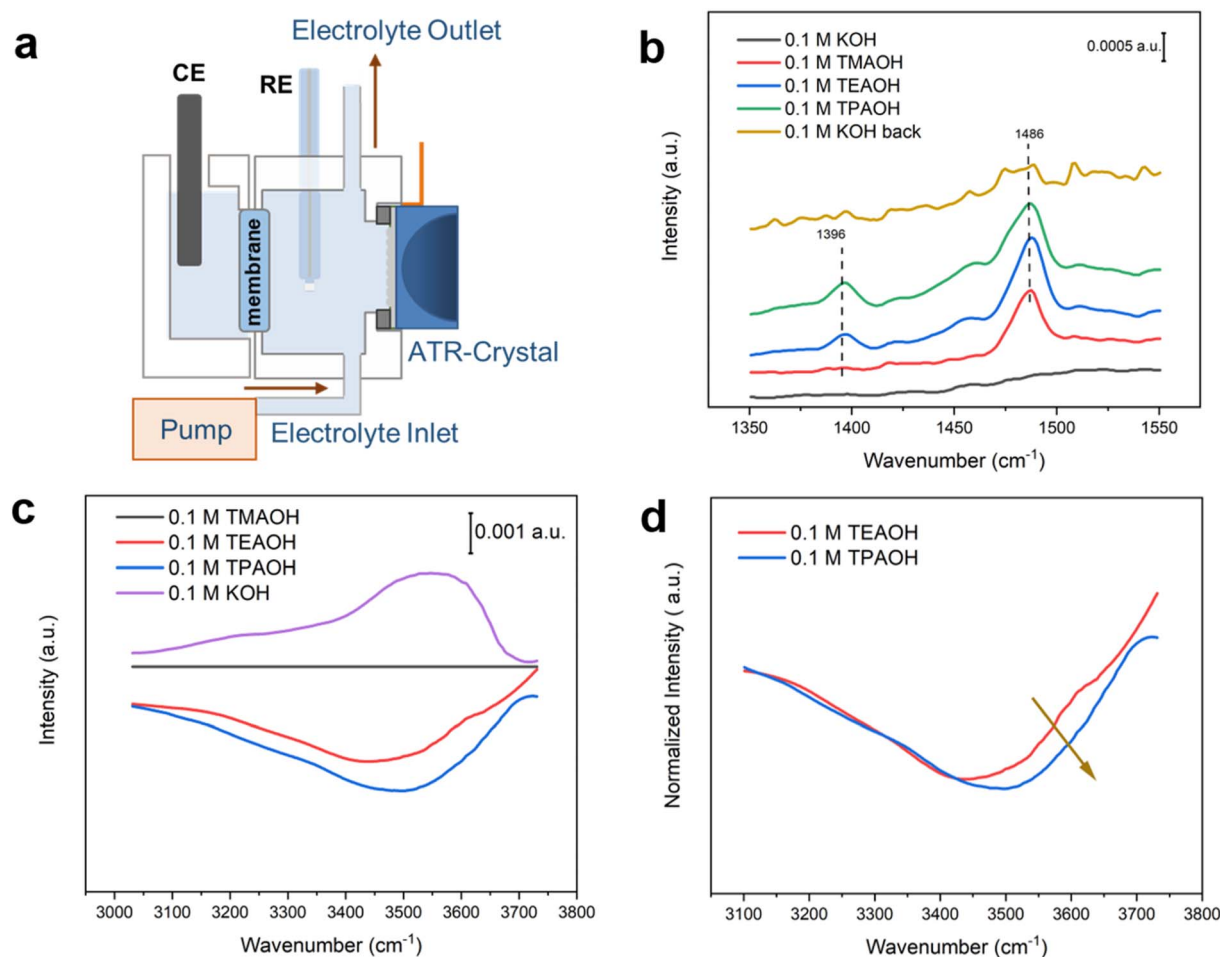 a
Electrolyte Outlet
CE
RE
membrane
ATR-Crystal
Pump
Electrolyte Inlet
b
0.1 M KOH
0.1 M TMAOH
0.1 M TEAOH
0.1 M TPAOH
0.1 M KOH back
0.0005 a.u.
1486
1396
Intensity (a.u.)
1350 1400 1450 1500 1550
Wavenumber (cm⁻¹)
c
0.1 M TMAOH
0.1 M TEAOH
0.1 M TPAOH
0.1 M KOH
0.001 a.u.
Intensity (a.u.)
3000 3100 3200 3300 3400 3500 3600 3700 3800
Wavenumber (cm⁻¹)
d
0.1 M TEAOH
0.1 M TPAOH
Normalized Intensity ( a.u.)
3100 3200 3300 3400 3500 3600 3700 3800
Wavenumber (cm⁻¹)